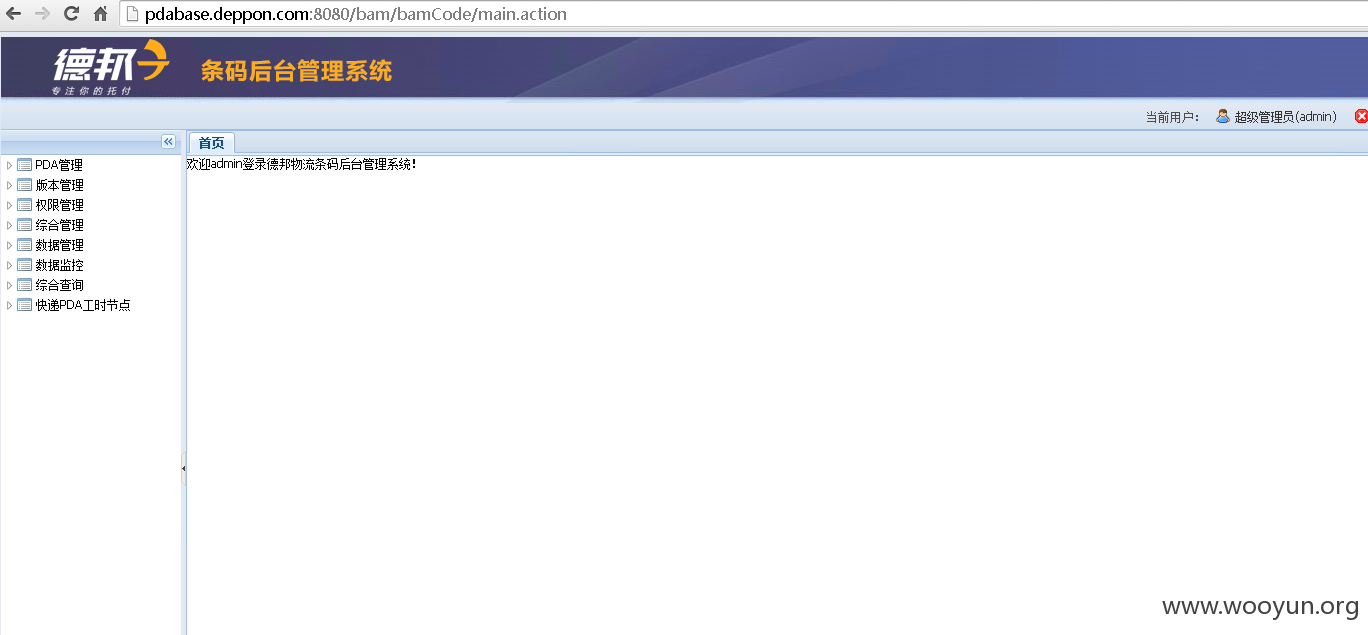 pdabase.deppon.com:8080/bam/bamCode/main.action
德邦
专注你的托付
条码后台管理系统
当前用户： 超级管理员(admin)
首页
欢迎admin登录德邦物流条码后台管理系统!
PDA管理
版本管理
权限管理
综合管理
数据管理
数据监控
综合查询
快递PDA工时节点
www.wooyun.org